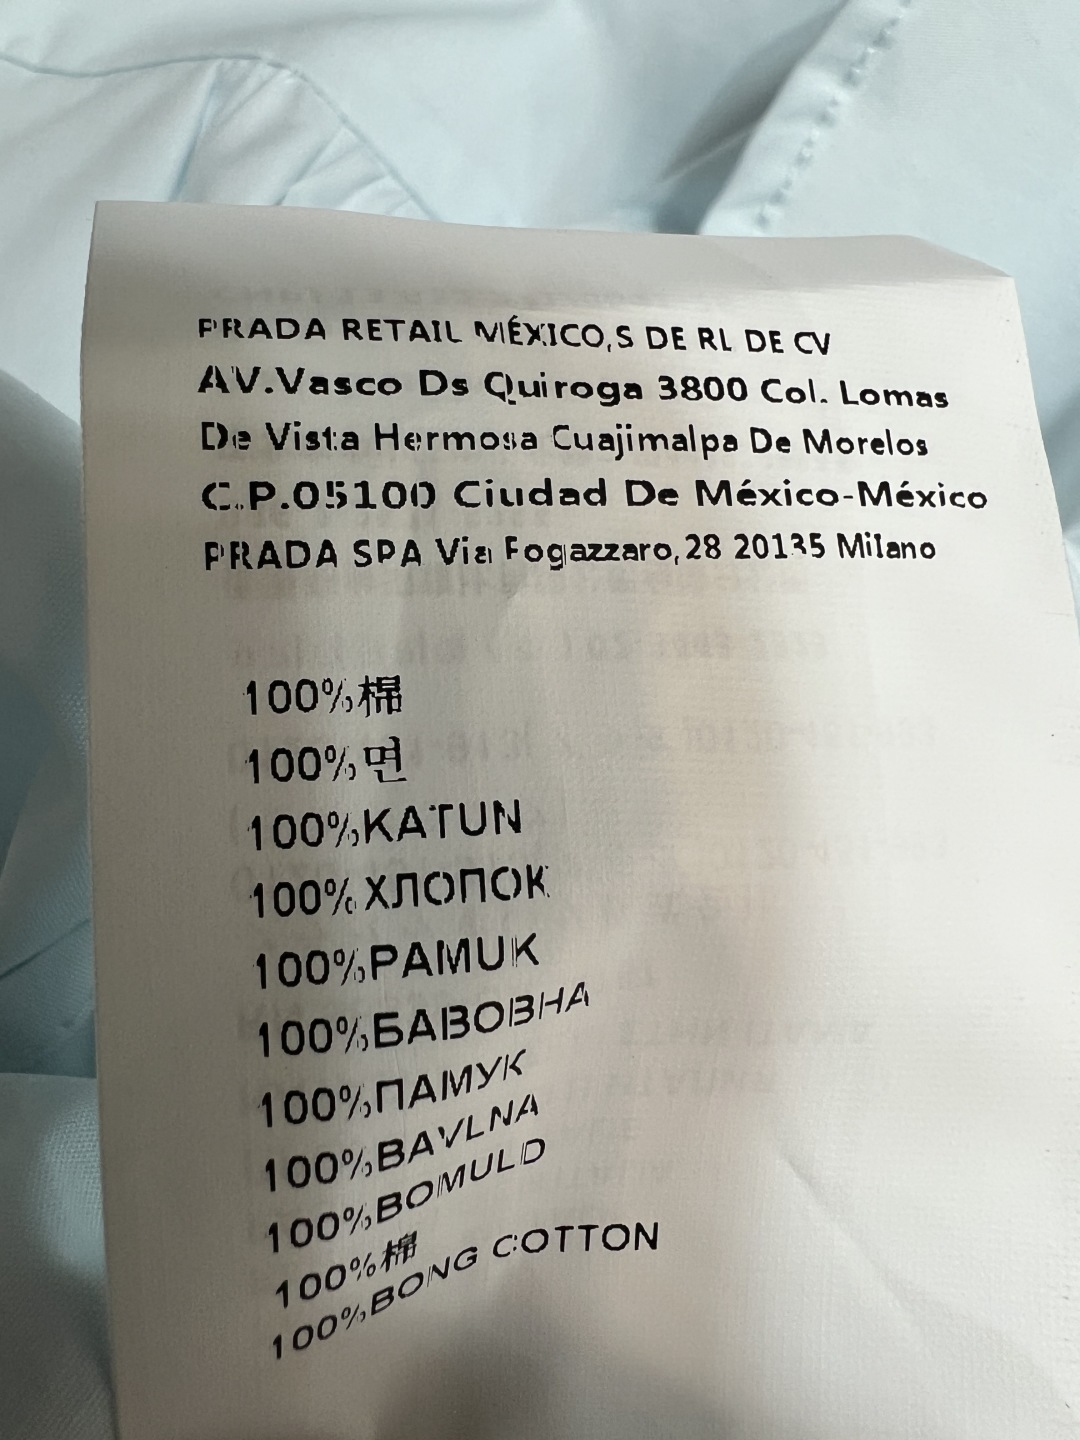 PRADA RETAIL MÉXICO,S DE RL DE CV
AV.Vasco Ds Quiroga 3800 Col. Lomas
De Vista Hermosa Cuajimalpa De Morelos
C.P.05100 Ciudad De México-México
PRADA SPA Via Fogazzaro,28 20135 Milano
100%棉
100%면
100%KATUN
100%ХЛОПОК
100%PAMUK
100%БАВОВНА
100%ПАМУК
100%BAVLNA
100%BOMULD
100%棉
100%BONG COTTON